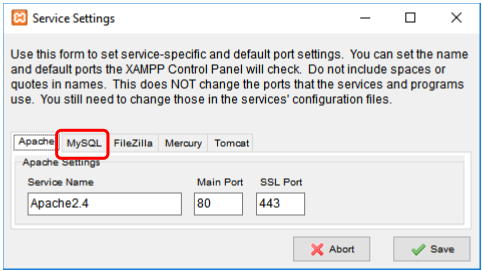 Service Settings
Use this form to set service-specific and default port settings. You can set the name
and default ports the XAMPP Control Panel will check. Do not include spaces or
quotes in names. This does NOT change the ports that the services and programs
use. You still need to change those in the services' configuration files.
Apache MySQL FileZilla Mercury Tomcat
Apache Settings
Service Name Main Port SSL Port
Apache2.4 80 443
Abort Save